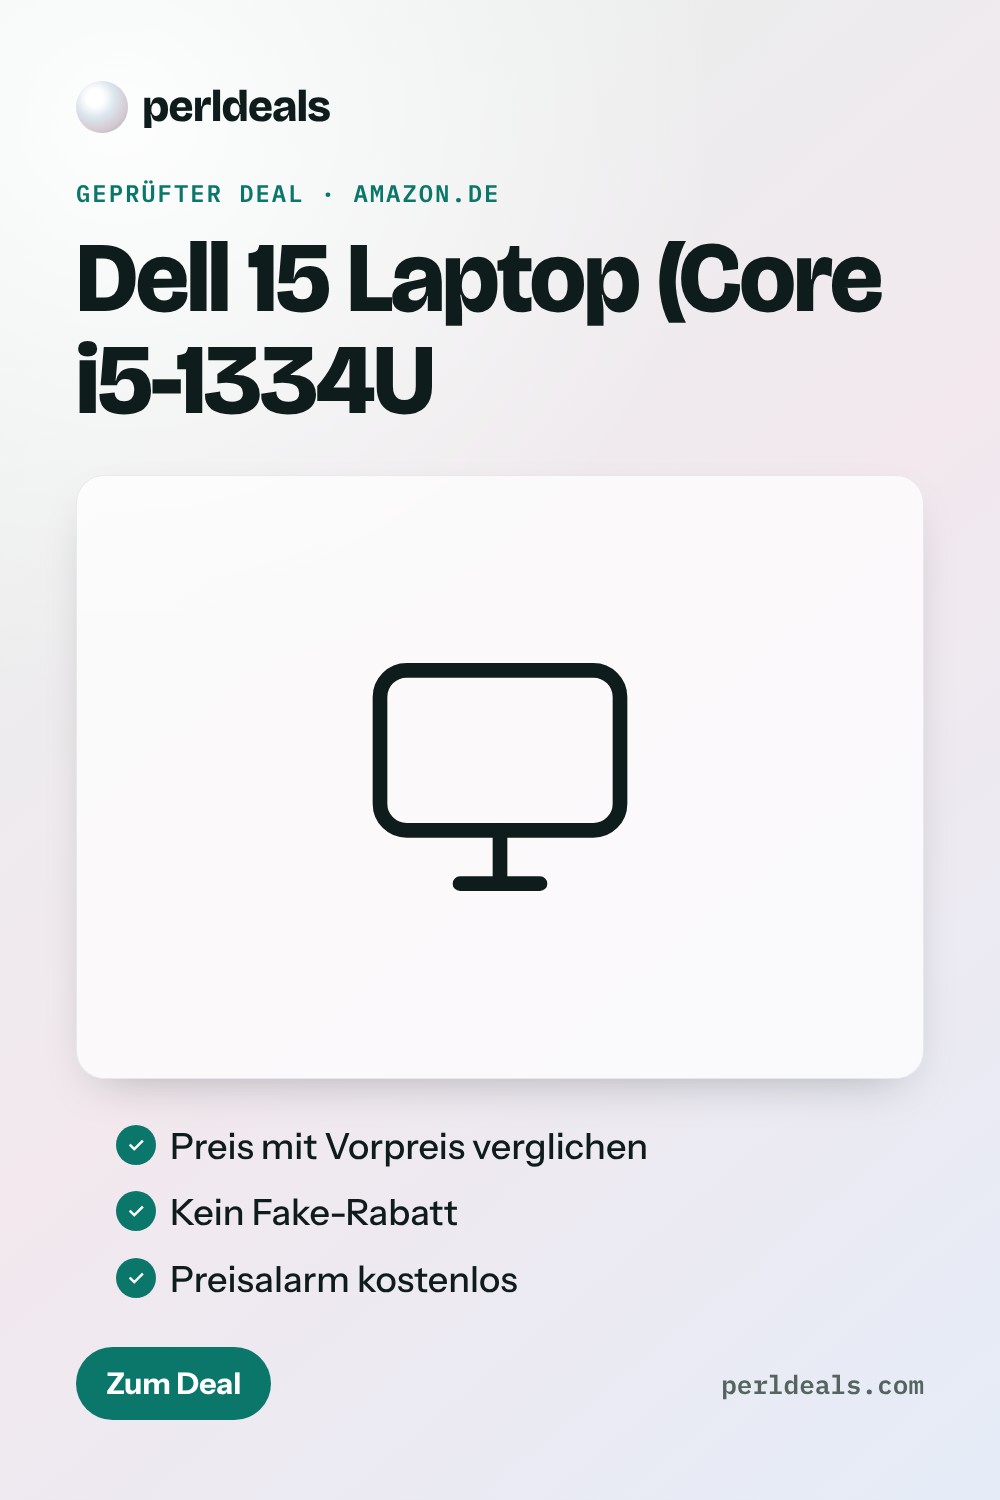 perldeals
GEPRÜFTER DEAL · AMAZON.DE
Dell 15 Laptop (Core
i5-1334U
Preis mit Vorpreis verglichen
Kein Fake-Rabatt
Preisalarm kostenlos
Zum Deal
perldeals.com